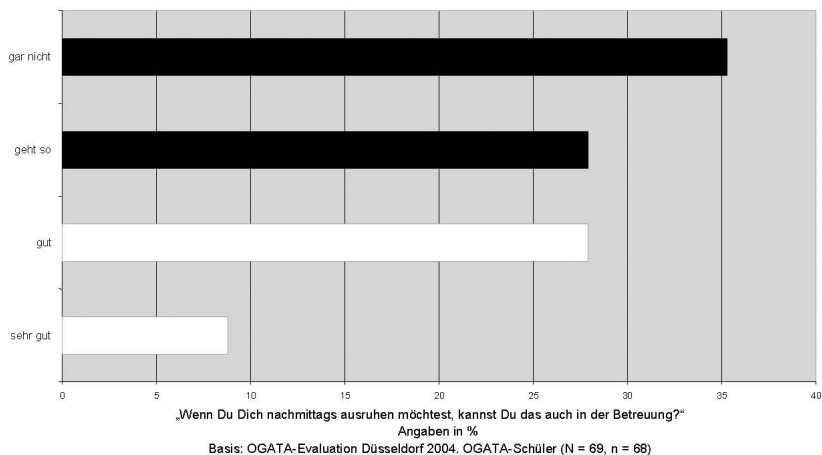 gar nicht
geht so
gut
sehr gut
0 5 10 15 20 25 30 35 40
„Wenn Du Dich nachmittags ausruhen möchtest, kannst Du das auch in der Betreuung?“
Angaben in %
Basis: OGATA-Evaluation Düsseldorf 2004. OGATA-Schüler (N = 69, n = 68)